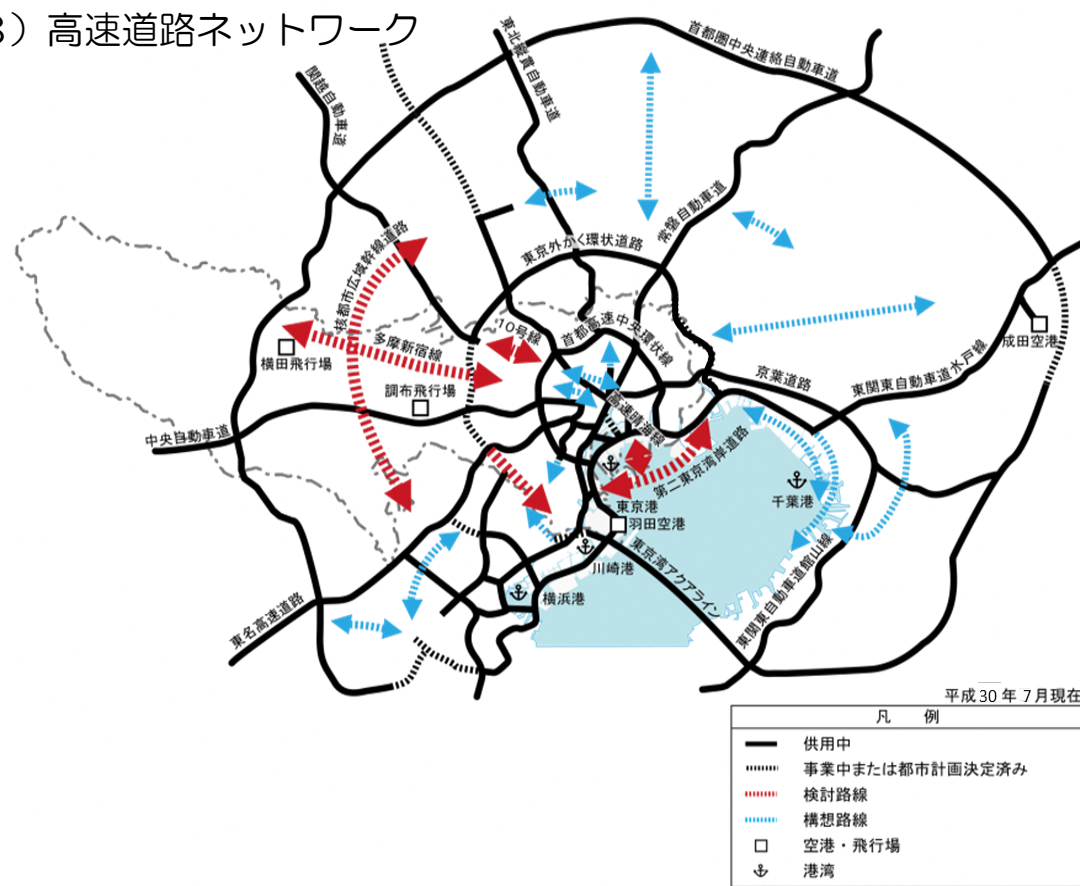 3）高速道路ネットワーク
首都圏中央連絡自動車道
東北縦貫自動車道
関越自動車道
常磐自動車道
東京外かく環状道路
核都市広域幹線道路
10号線
首都高速中央環状線
多摩新宿線
横田飛行場
調布飛行場
成田空港
京葉道路
東関東自動車道水戸線
高速晴海線
中央自動車道
第二東京湾岸道路
千葉港
東京港
羽田空港
川崎港
東京湾アクアライン
横浜港
東関東自動車道館山線
東名高速道路
平成30年7月現在
凡　例
供用中
事業中または都市計画決定済み
検討路線
構想路線
空港・飛行場
港湾